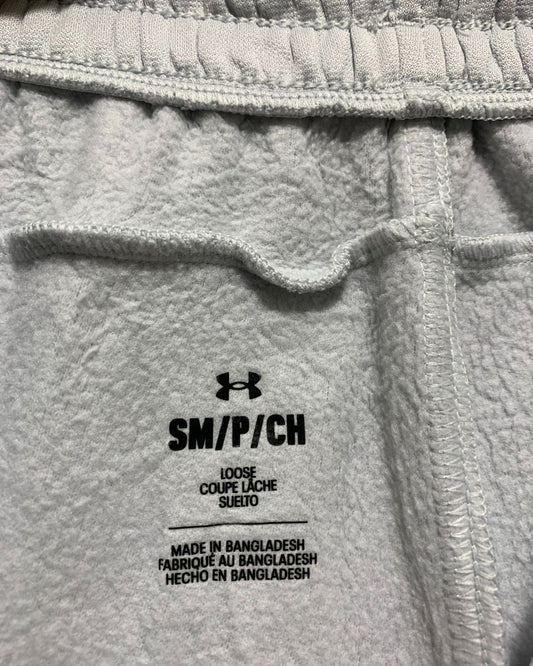 SM/P/CH
LOOSE
COUPE LÂCHE
SUELTO
MADE IN BANGLADESH
FABRIQUÉ AU BANGLADESH
HECHO EN BANGLADESH